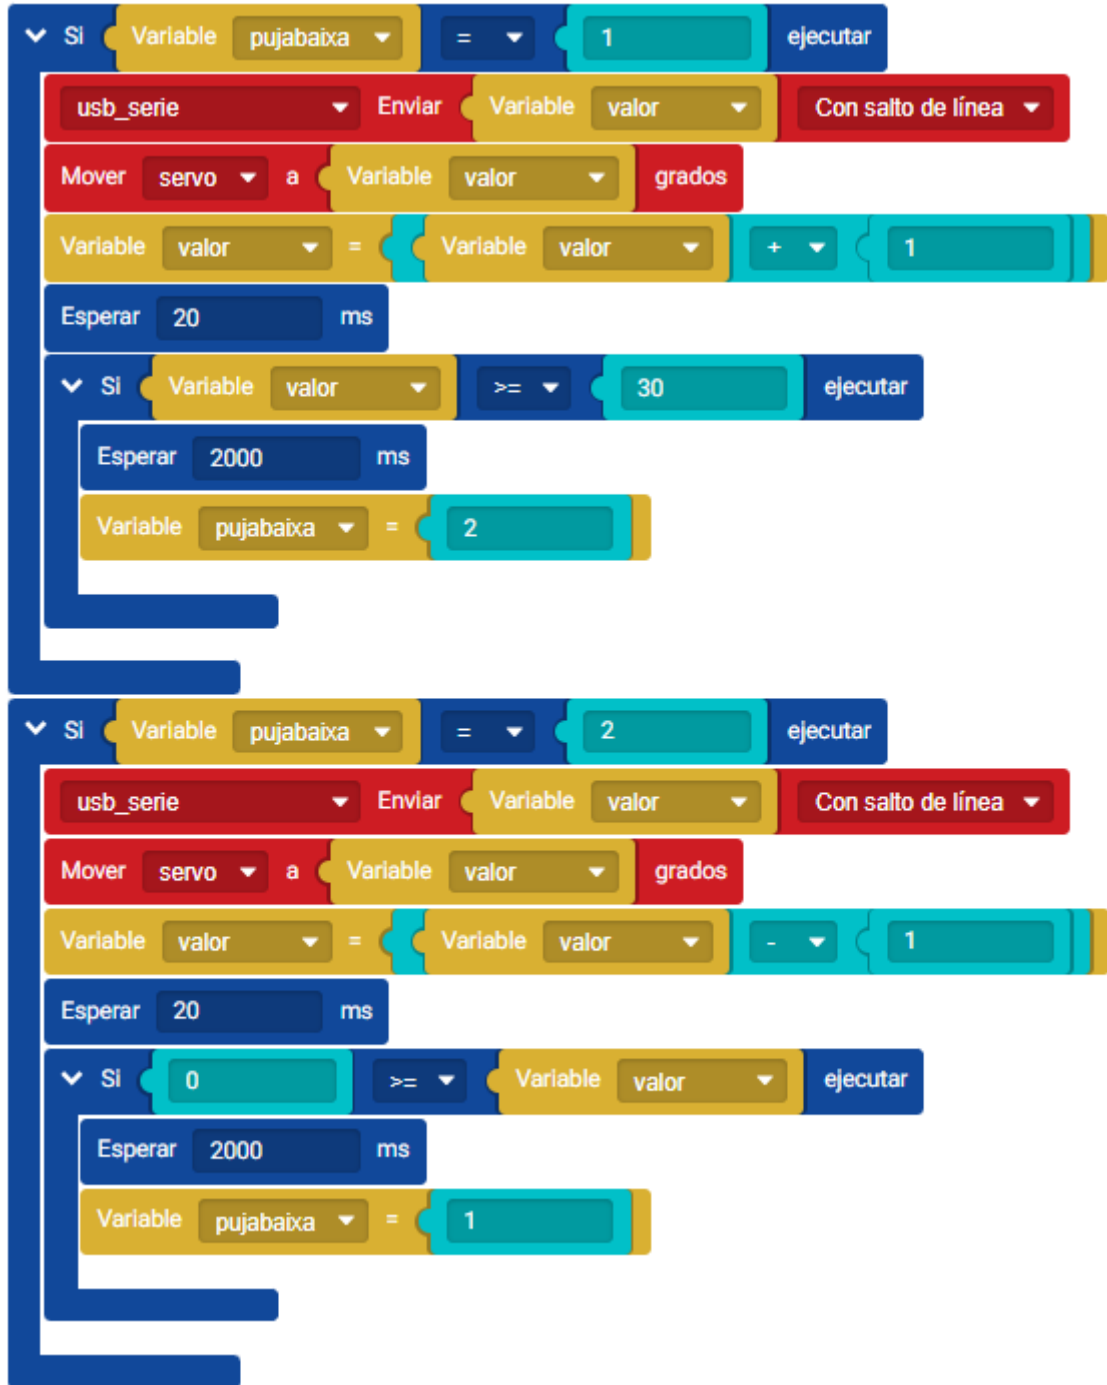 Si Variable pujabaixa = 1 ejecutar
usb_serie Enviar Variable valor Con salto de línea
Mover servo a Variable valor grados
Variable valor = Variable valor + 1
Esperar 20 ms
Si Variable valor >= 30 ejecutar
Esperar 2000 ms
Variable pujabaixa = 2
Si Variable pujabaixa = 2 ejecutar
usb_serie Enviar Variable valor Con salto de línea
Mover servo a Variable valor grados
Variable valor = Variable valor - 1
Esperar 20 ms
Si 0 >= Variable valor ejecutar
Esperar 2000 ms
Variable pujabaixa = 1